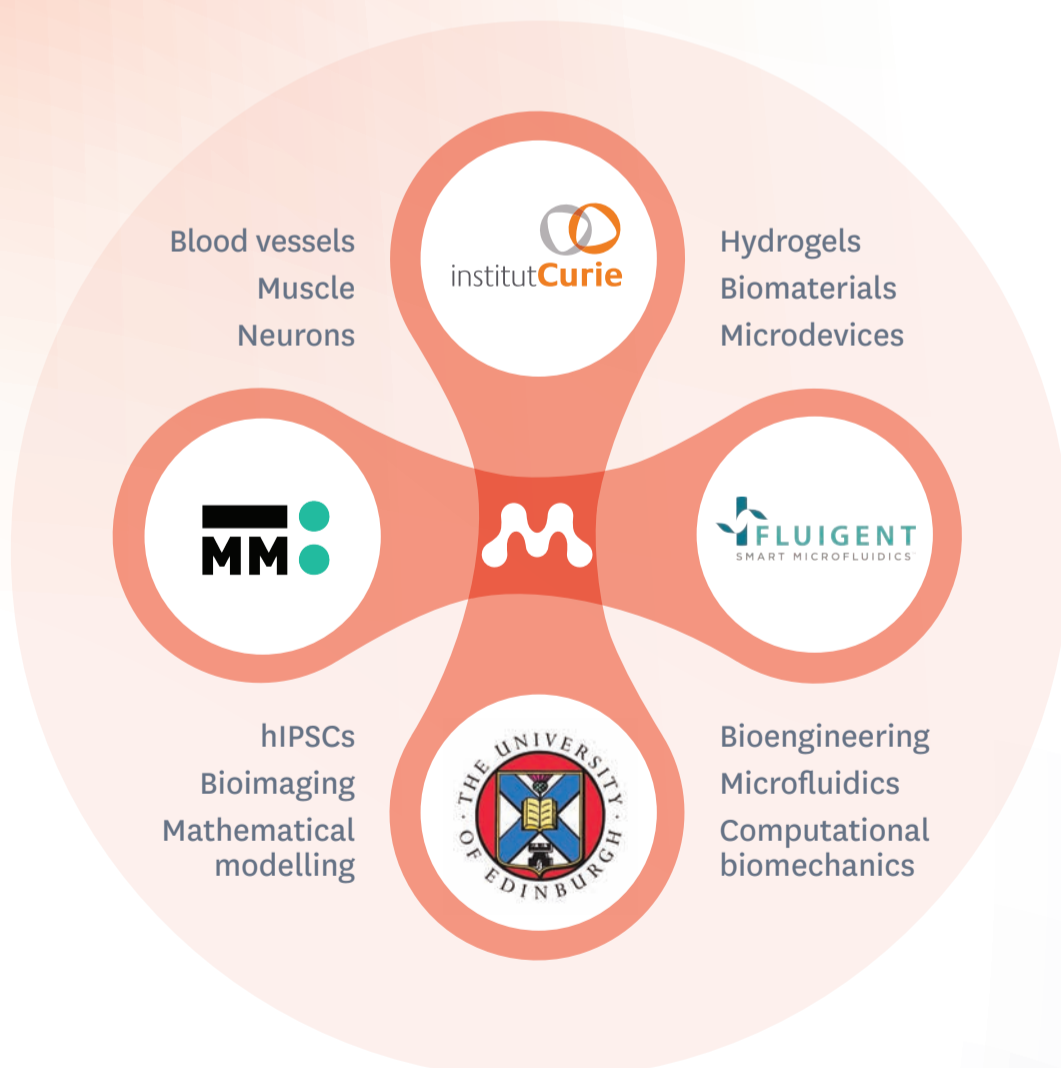 institutCurie
Blood vessels
Muscle
Neurons
Hydrogels
Biomaterials
Microdevices
MM
FLUIGENT
SMART MICROFLUIDICS
hIPSCs
Bioimaging
Mathematical
modelling
THE UNIVERSITY OF EDINBURGH
Bioengineering
Microfluidics
Computational
biomechanics